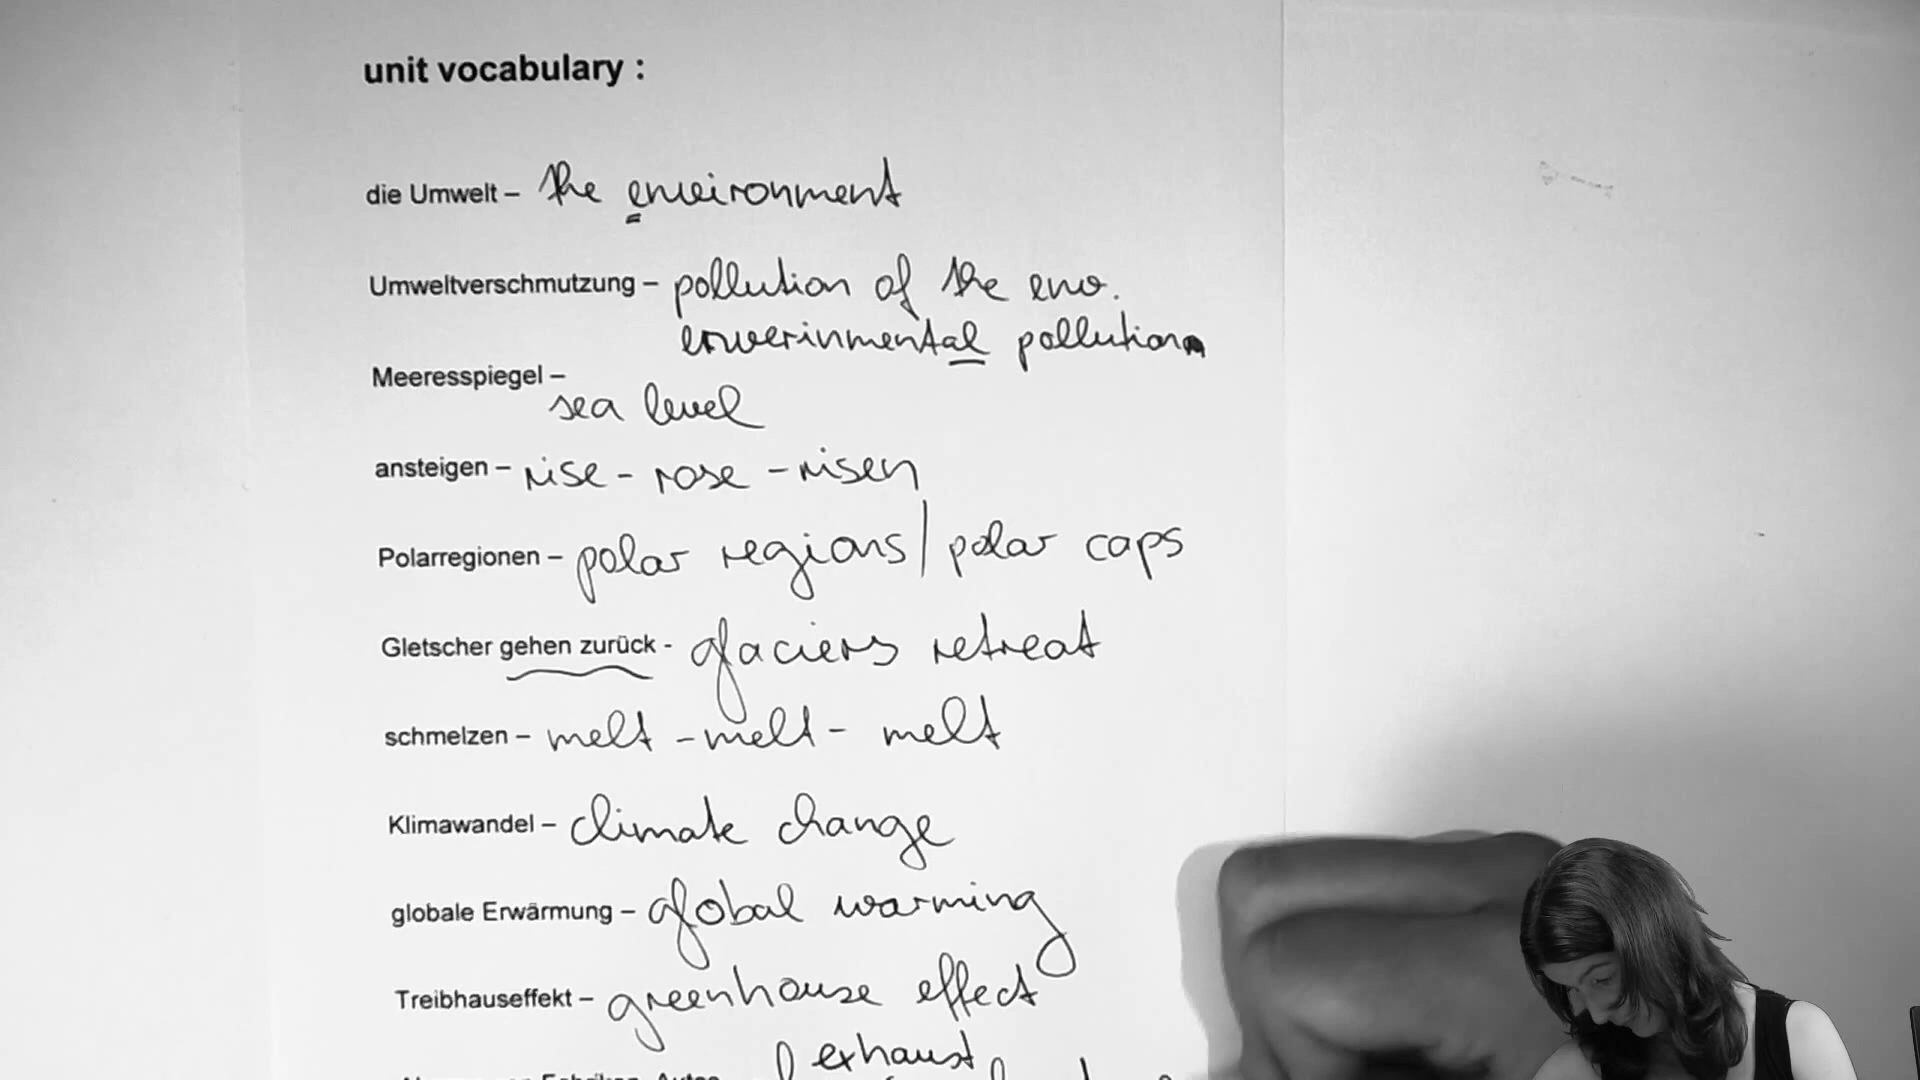 unit vocabulary :
die Umwelt – the environment
Umweltverschmutzung – pollution of the env.
enverinmental pollution
Meeresspiegel –
sea level
ansteigen – rise - rose - risen
Polarregionen – polar regions / polar caps
Gletscher gehen zurück - glaciers retreat
schmelzen – melt - melt - melt
Klimawandel – climate change
globale Erwärmung – global warming
Treibhauseffekt – greenhouse effect
exhaust